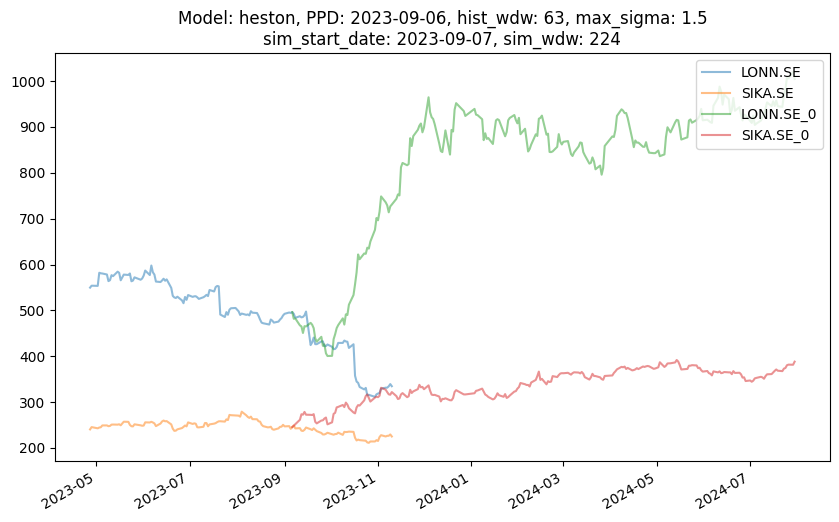 Model: heston, PPD: 2023-09-06, hist_wdw: 63, max_sigma: 1.5
sim_start_date: 2023-09-07, sim_wdw: 224
LONN.SE
SIKA.SE
LONN.SE_0
SIKA.SE_0
1000
900
800
700
600
500
400
300
200
2023-05
2023-07
2023-09
2023-11
2024-01
2024-03
2024-05
2024-07